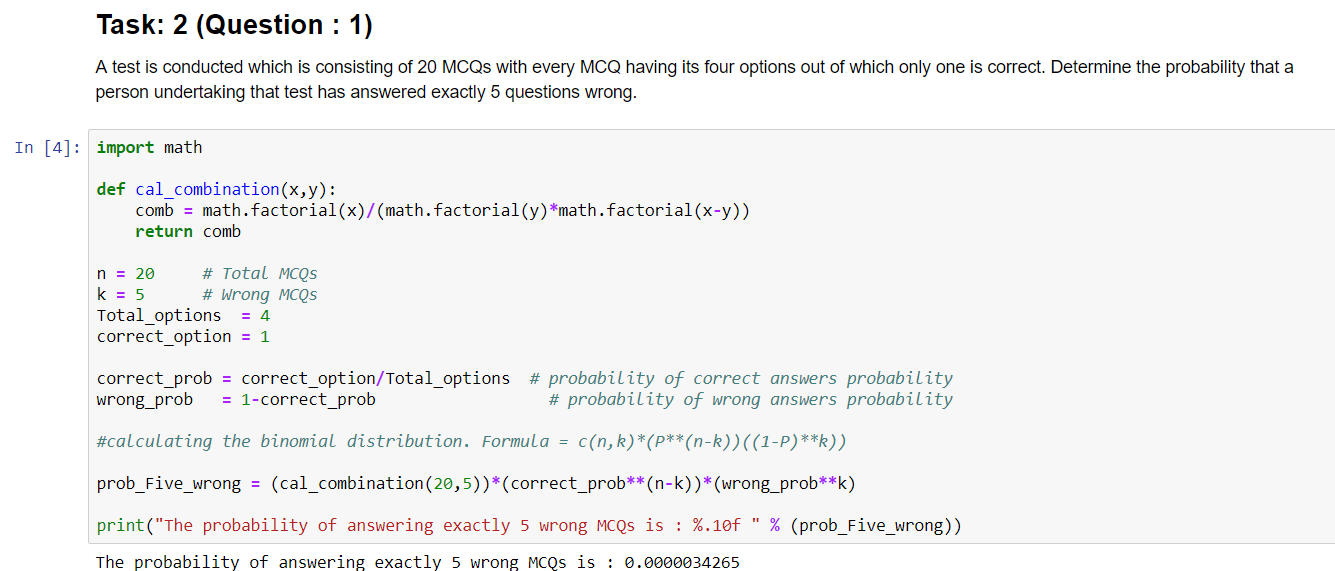 Task: 2 (Question : 1)
A test is conducted which is consisting of 20 MCQs with every MCQ having its four options out of which only one is correct. Determine the probability that a
person undertaking that test has answered exactly 5 questions wrong.
In [4]: import math
def cal_combination(x,y):
    comb = math.factorial(x)/(math.factorial(y)*math.factorial(x-y))
    return comb
n = 20     # Total MCQs
k = 5      # Wrong MCQs
Total_options  = 4
correct_option = 1
correct_prob = correct_option/Total_options  # probability of correct answers probability
wrong_prob   = 1-correct_prob                  # probability of wrong answers probability
#calculating the binomial distribution. Formula = c(n,k)*(P**(n-k))((1-P)**k))
prob_Five_wrong = (cal_combination(20,5))*(correct_prob**(n-k))*(wrong_prob**k)
print("The probability of answering exactly 5 wrong MCQs is : %.10f " % (prob_Five_wrong))
The probability of answering exactly 5 wrong MCQs is : 0.0000034265